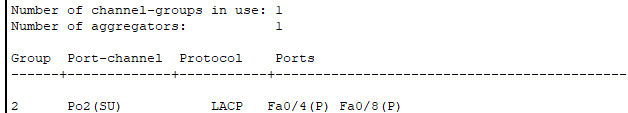 Number of channel-groups in use: 1
Number of aggregators:           1

Group  Port-channel  Protocol    Ports
------+-------------+-----------+-----------------------------------------------

2      Po2(SU)           LACP   Fa0/4(P) Fa0/8(P)